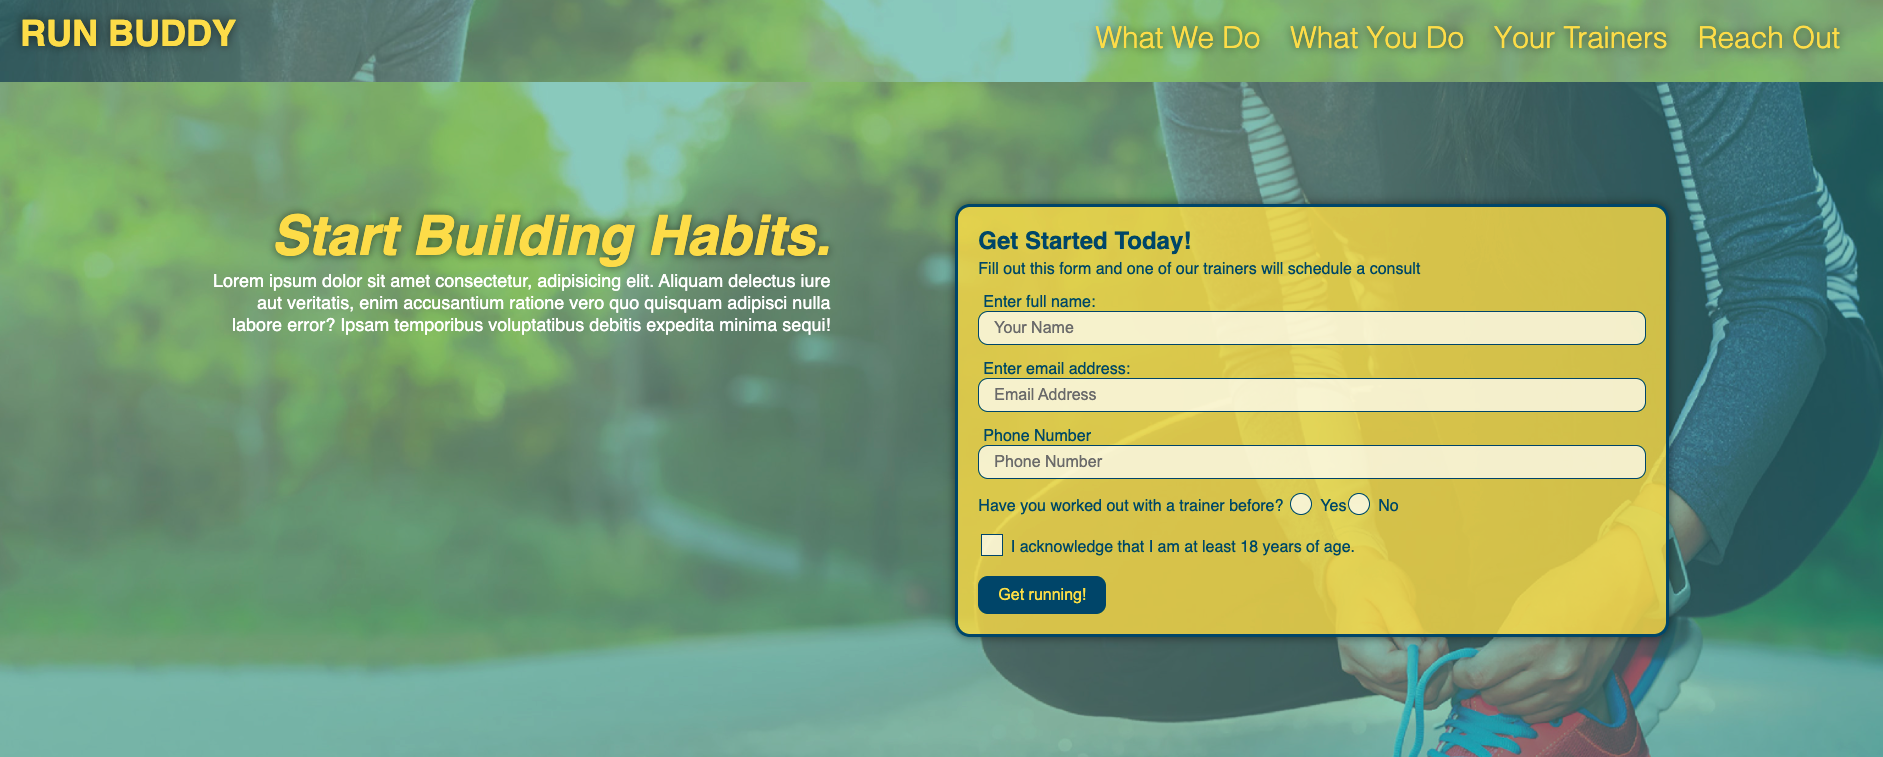 RUN BUDDY
What We Do What You Do Your Trainers Reach Out
Start Building Habits.
Lorem ipsum dolor sit amet consectetur, adipisicing elit. Aliquam delectus iure
aut veritatis, enim accusantium ratione vero quo quisquam adipisci nulla
labore error? Ipsam temporibus voluptatibus debitis expedita minima sequi!
Get Started Today!
Fill out this form and one of our trainers will schedule a consult
Enter full name:
Your Name
Enter email address:
Email Address
Phone Number
Phone Number
Have you worked out with a trainer before? Yes No
I acknowledge that I am at least 18 years of age.
Get running!